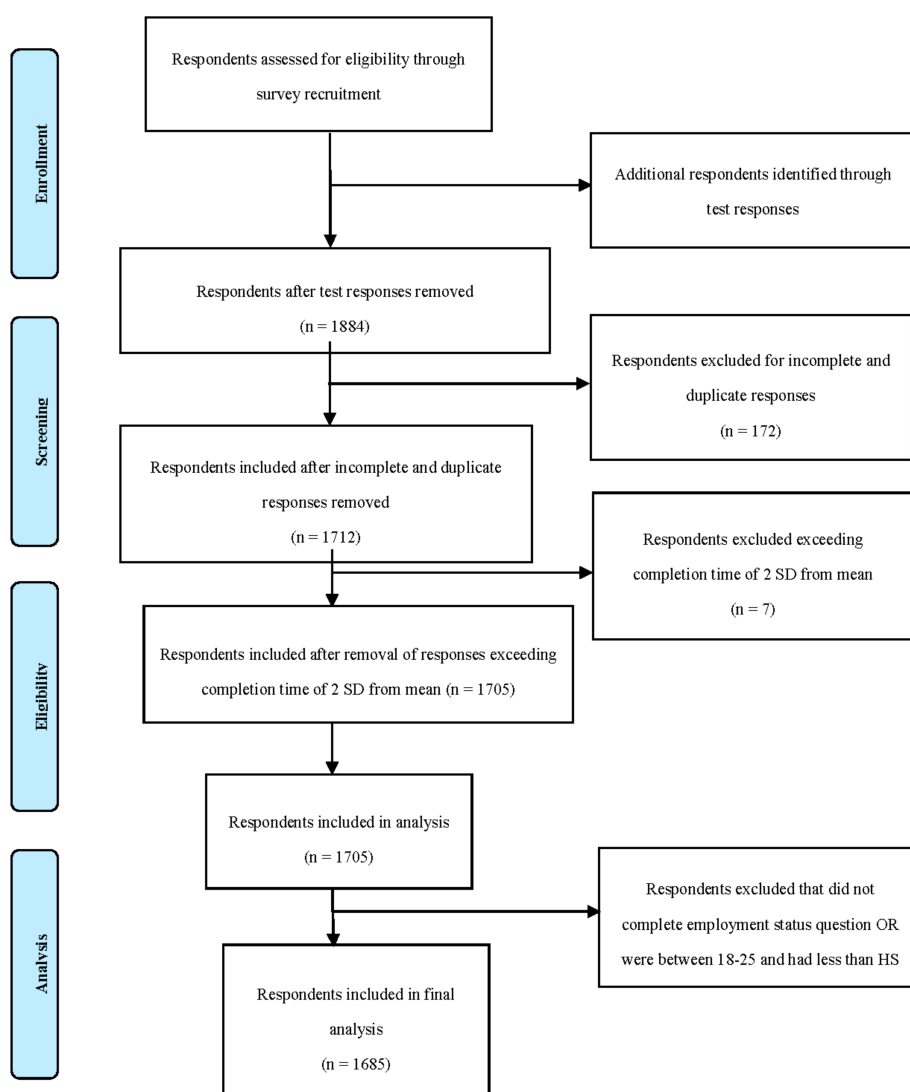 Enrollment
Respondents assessed for eligibility through
survey recruitment
Additional respondents identified through
test responses
Respondents after test responses removed
(n = 1884)
Screening
Respondents excluded for incomplete and
duplicate responses
(n = 172)
Respondents included after incomplete and duplicate
responses removed
(n = 1712)
Respondents excluded exceeding
completion time of 2 SD from mean
(n = 7)
Eligibility
Respondents included after removal of responses exceeding
completion time of 2 SD from mean (n = 1705)
Respondents included in analysis
(n = 1705)
Analysis
Respondents excluded that did not
complete employment status question OR
were between 18-25 and had less than HS
Respondents included in final
analysis
(n = 1685)